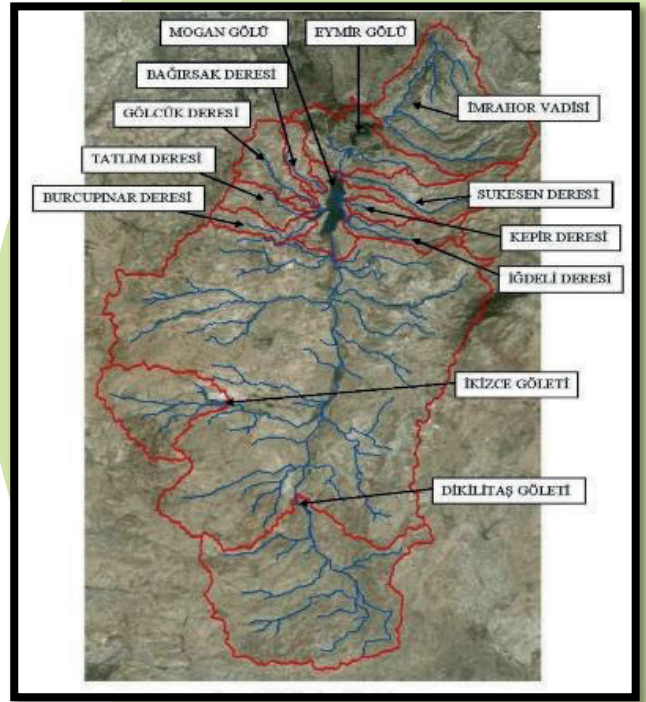 MOGAN GÖLÜ
EYMİR GÖLÜ
BAĞIRSAK DERESİ
GÖLCÜK DERESİ
İMRAHOR VADİSİ
TATLIM DERESİ
BURCUPINAR DERESİ
SUKESEN DERESİ
KEPİR DERESİ
İĞDELİ DERESİ
İKİZCE GÖLETİ
DİKİLİTAŞ GÖLETİ